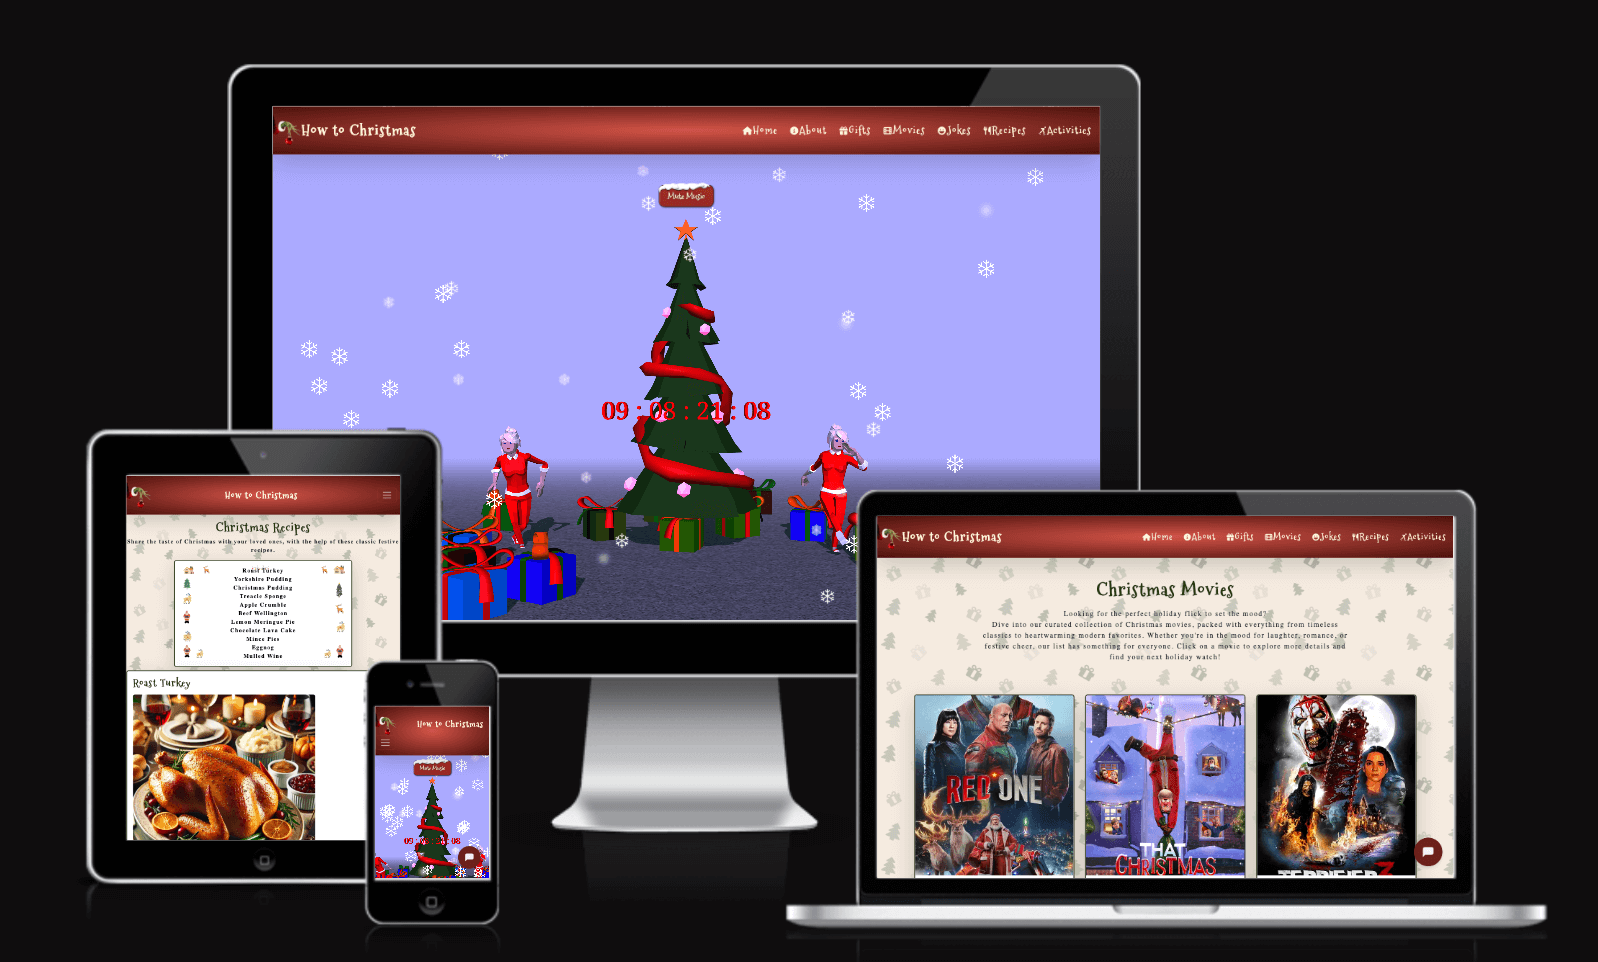 How to Christmas
Home About Gifts Movies Jokes Recipes Activities
Mute Music
09 : 08 : 21 : 08
How to Christmas
Christmas Recipes
Share the taste of Christmas with your loved ones, with the help of these classic festive
recipes.
Roast Turkey
Yorkshire Pudding
Christmas Pudding
Treacle Sponge
Apple Crumble
Beef Wellington
Lemon Meringue Pie
Chocolate Lava Cake
Mince Pies
Eggnog
Mulled Wine
Roast Turkey
How to Christmas
Mute Music
How to Christmas
Home About Gifts Movies Jokes Recipes Activities
Christmas Movies
Looking for the perfect holiday flick to set the mood?
Dive into our curated collection of Christmas movies, packed with everything from timeless
classics to heartwarming modern favorites. Whether you're in the mood for laughter, romance, or
festive cheer, our list has something for everyone. Click on a movie to explore more details and
find your next holiday watch!
RED ONE
THAT
CHRISTMAS
TERRIFIER 3